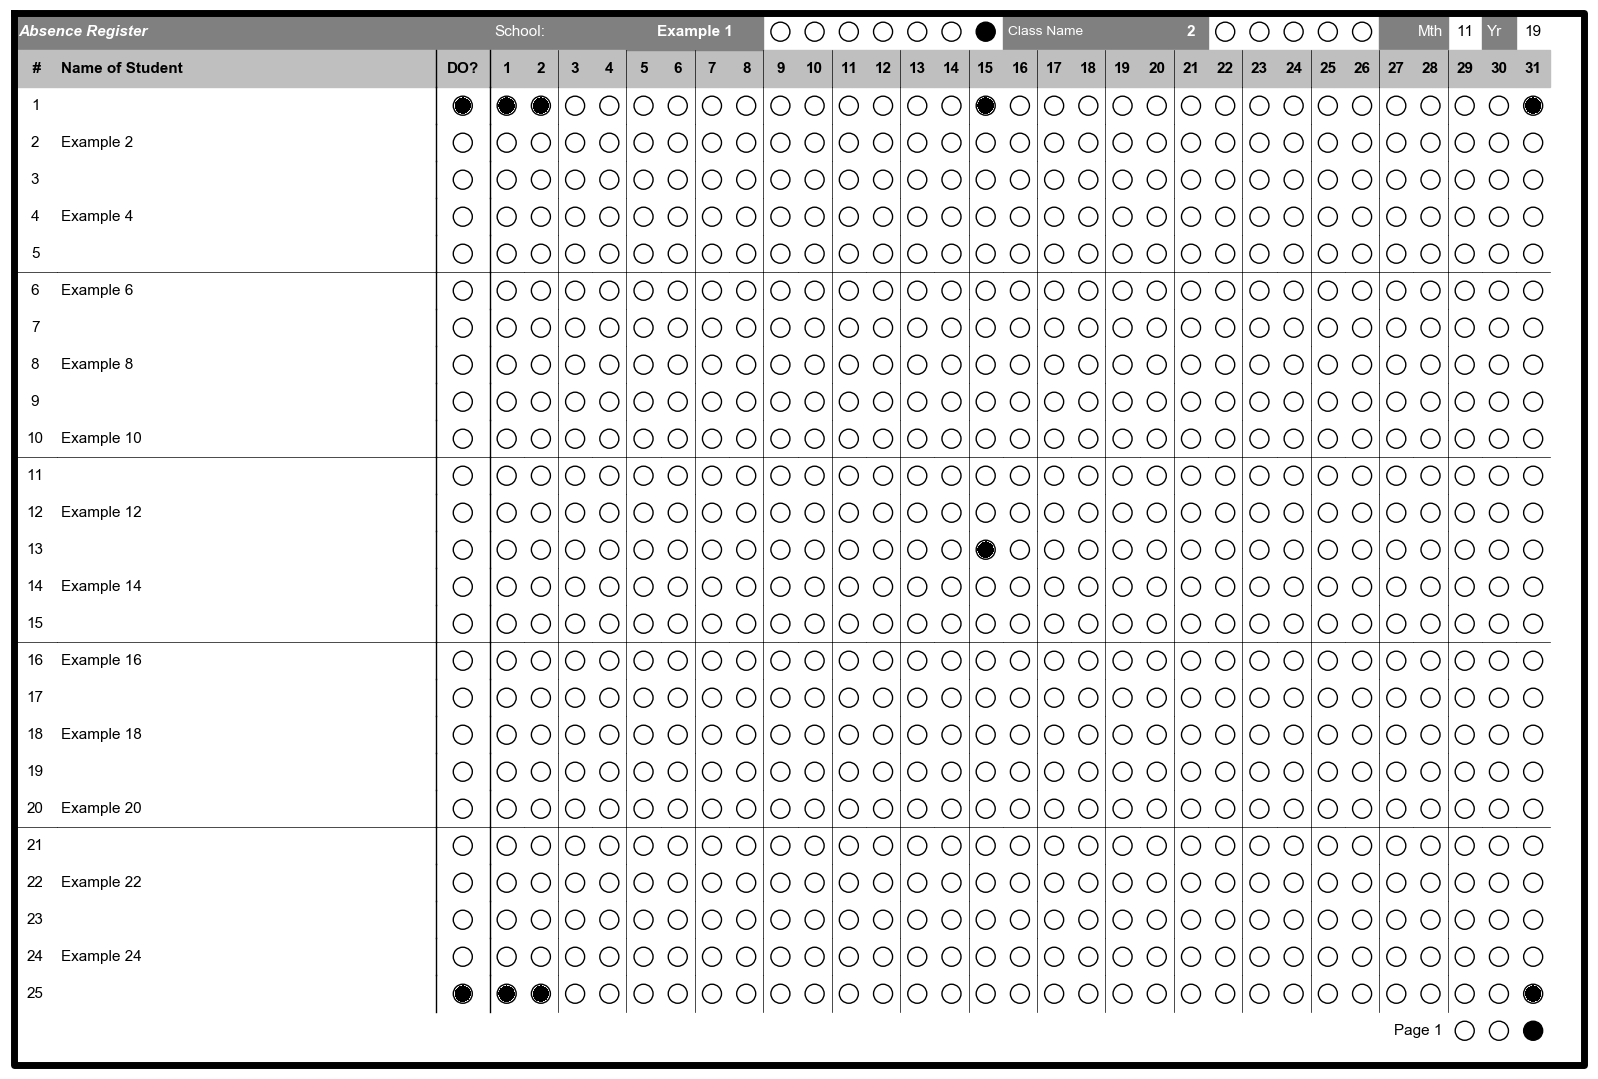 Absence Register School: Example 1 Class Name 2 Mth 11 Yr 19
# Name of Student DO? 1 2 3 4 5 6 7 8 9 10 11 12 13 14 15 16 17 18 19 20 21 22 23 24 25 26 27 28 29 30 31
1
2 Example 2
3
4 Example 4
5
6 Example 6
7
8 Example 8
9
10 Example 10
11
12 Example 12
13
14 Example 14
15
16 Example 16
17
18 Example 18
19
20 Example 20
21
22 Example 22
23
24 Example 24
25
Page 1